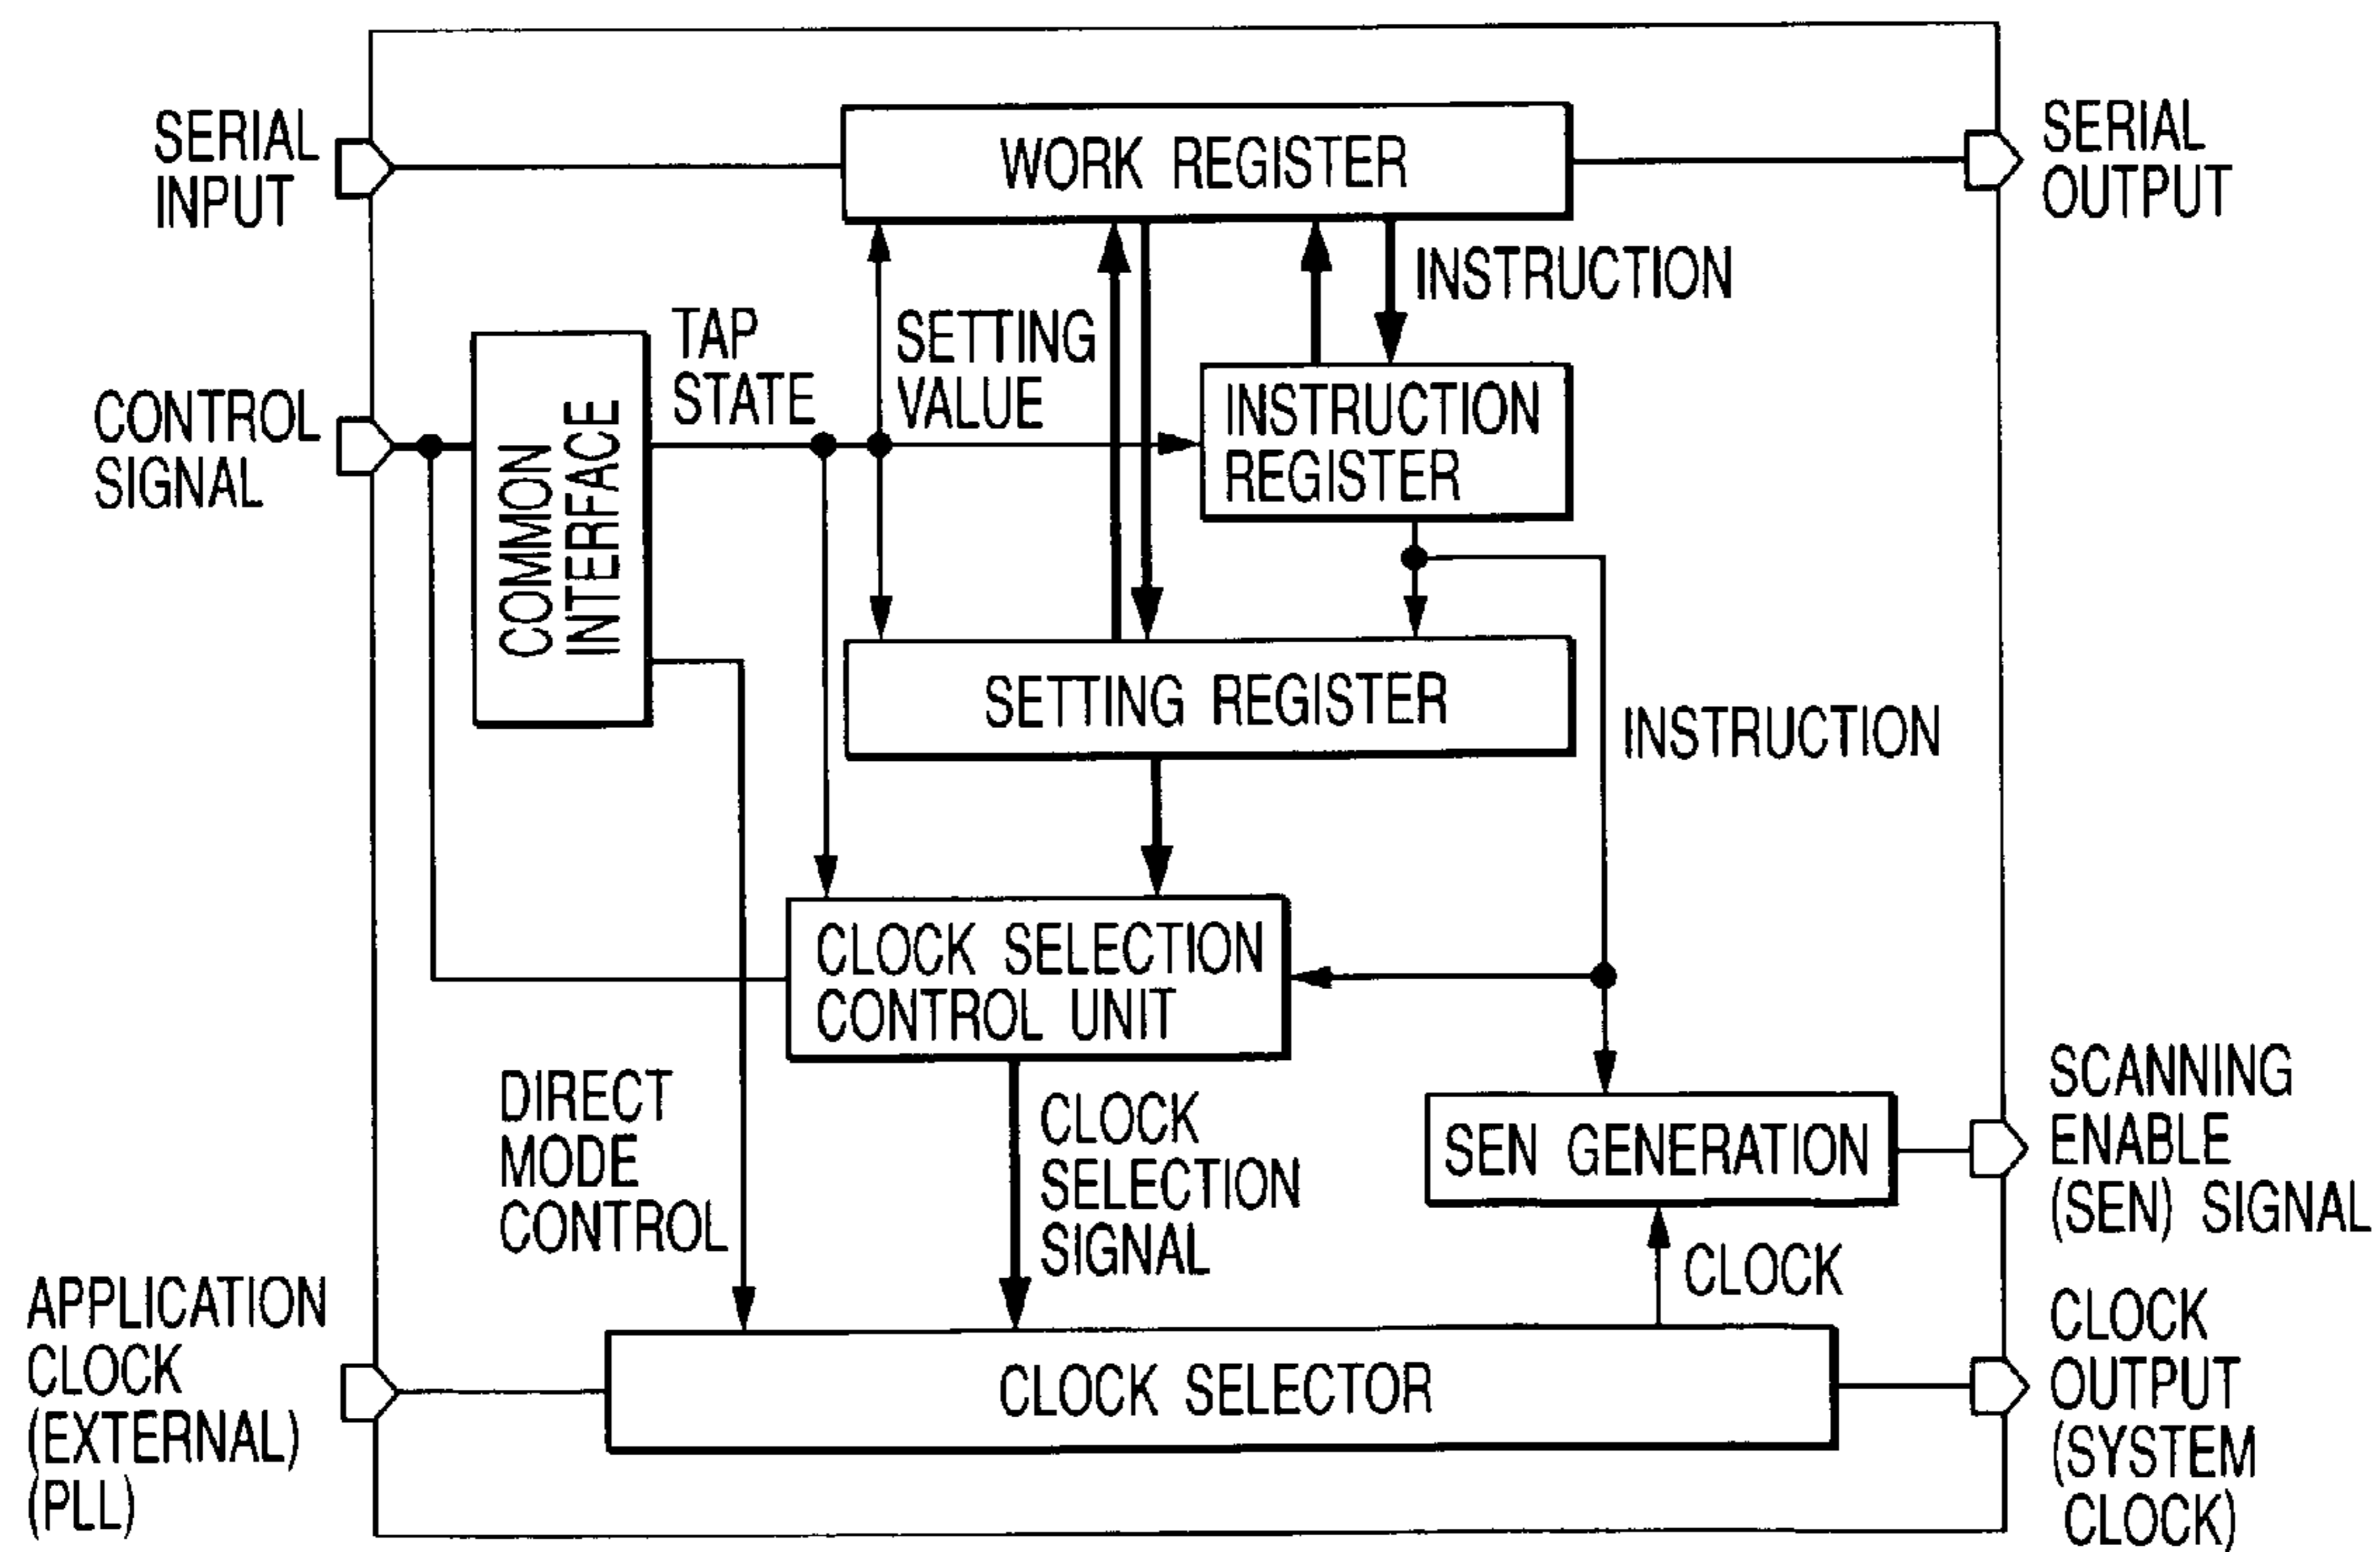 SERIAL
INPUT
WORK REGISTER
SERIAL
OUTPUT
INSTRUCTION
TAP
STATE
SETTING
VALUE
CONTROL
SIGNAL
COMMON
INTERFACE
INSTRUCTION
REGISTER
SETTING REGISTER
INSTRUCTION
CLOCK SELECTION
CONTROL UNIT
DIRECT
MODE
CONTROL
CLOCK
SELECTION
SIGNAL
SEN GENERATION
SCANNING
ENABLE
(SEN) SIGNAL
CLOCK
APPLICATION
CLOCK
(EXTERNAL)
(PLL)
CLOCK SELECTOR
CLOCK
OUTPUT
(SYSTEM
CLOCK)